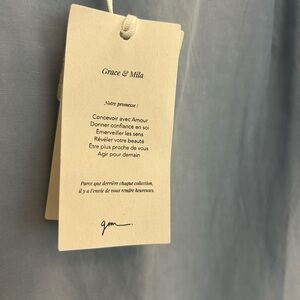 Grace & Mila
Notre promesse :
Concevoir avec Amour
Donner confiance en soi
Émerveiller les sens
Révéler votre beauté
Être plus proche de vous
Agir pour demain
Parce que derrière chaque collection,
il y a l'envie de vous rendre heureuses.
gm